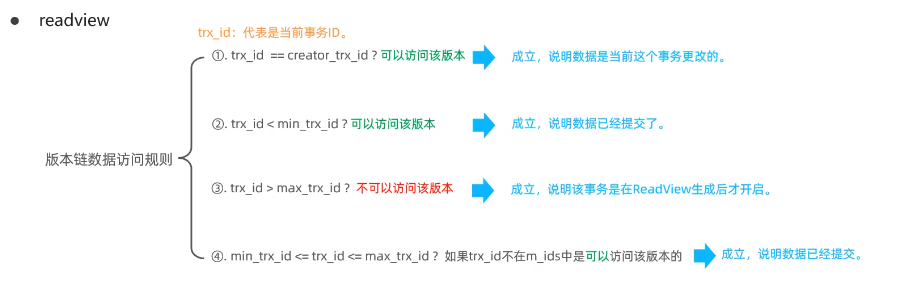 ● readview
trx_id：代表是当前事务ID。
①. trx_id == creator_trx_id ? 可以访问该版本 成立，说明数据是当前这个事务更改的。
②. trx_id < min_trx_id ? 可以访问该版本 成立，说明数据已经提交了。
版本链数据访问规则
③. trx_id > max_trx_id ? 不可以访问该版本 成立，说明该事务是在ReadView生成后才开启。
④. min_trx_id <= trx_id <= max_trx_id ? 如果trx_id不在m_ids中是可以访问该版本的 成立，说明数据已经提交。